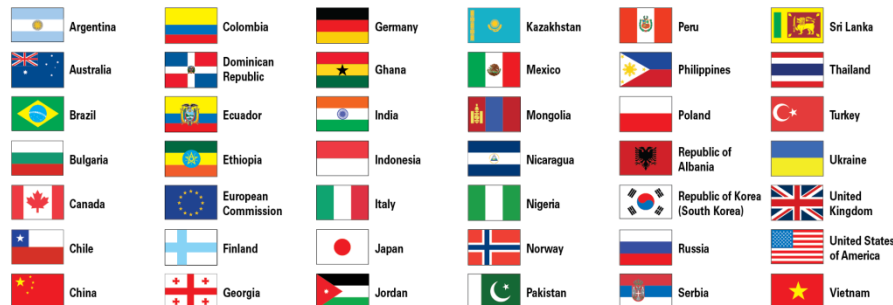 Argentina
Australia
Brazil
Bulgaria
Canada
Chile
China
Colombia
Dominican
Republic
Ecuador
Ethiopia
European
Commission
Finland
Georgia
Germany
Ghana
India
Indonesia
Italy
Japan
Jordan
Kazakhstan
Mexico
Mongolia
Nicaragua
Nigeria
Norway
Pakistan
Peru
Philippines
Poland
Republic of
Albania
Republic of Korea
(South Korea)
Russia
Serbia
Sri Lanka
Thailand
Turkey
Ukraine
United
Kingdom
United States
of America
Vietnam